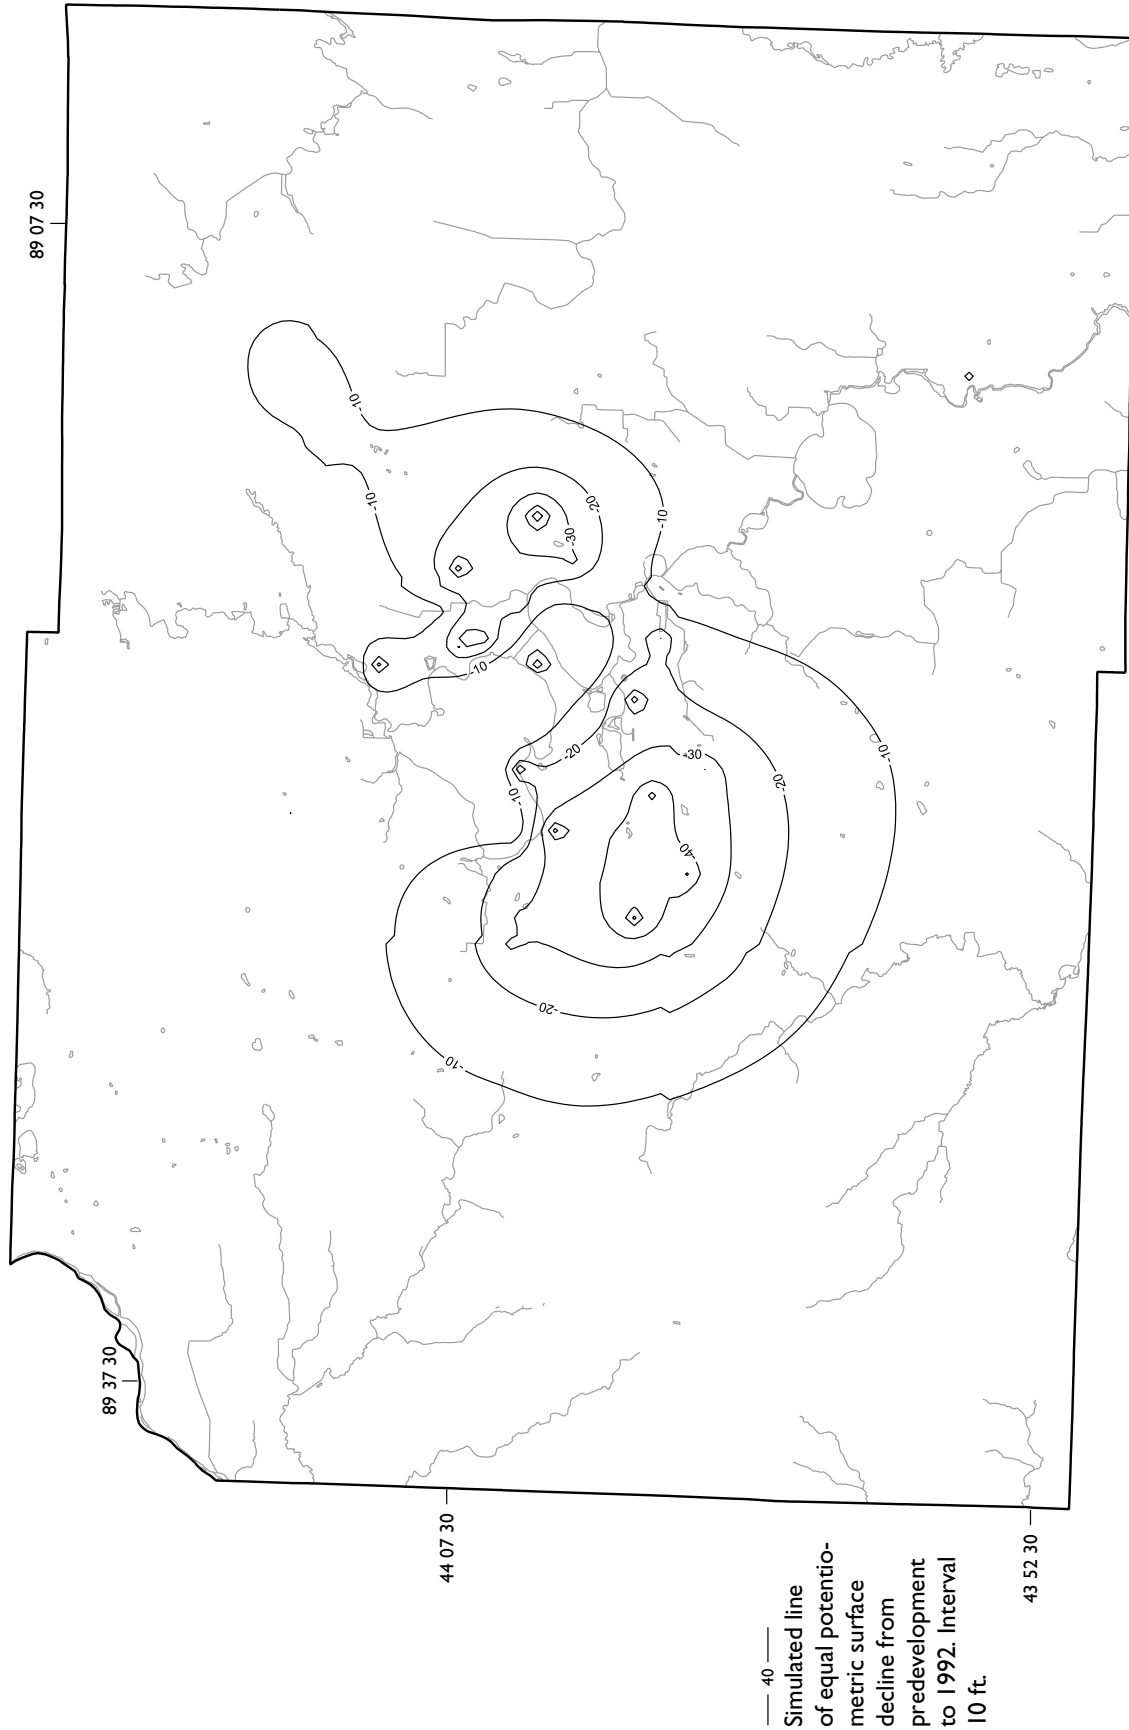 89 37 30
89 07 30
-10
-10
44 07 30
-10
-10
-10
-20
-20
-30
-20
-10
-40
-30
-20
-10
40
Simulated line
of equal potentio-
metric surface
decline from
predevelopment
to 1992. Interval
10 ft.
43 52 30